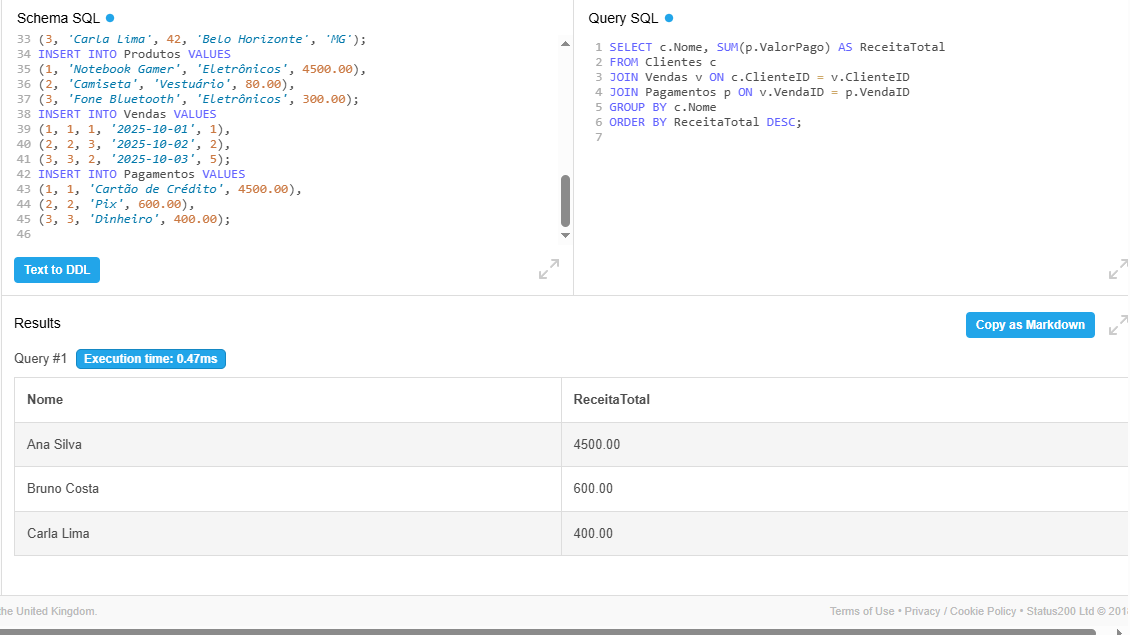 Schema SQL
33 (3, 'Carla Lima', 42, 'Belo Horizonte', 'MG');
34 INSERT INTO Produtos VALUES
35 (1, 'Notebook Gamer', 'Eletrônicos', 4500.00),
36 (2, 'Camiseta', 'Vestuário', 80.00),
37 (3, 'Fone Bluetooth', 'Eletrônicos', 300.00);
38 INSERT INTO Vendas VALUES
39 (1, 1, 1, '2025-10-01', 1),
40 (2, 2, 3, '2025-10-02', 2),
41 (3, 3, 2, '2025-10-03', 5);
42 INSERT INTO Pagamentos VALUES
43 (1, 1, 'Cartão de Crédito', 4500.00),
44 (2, 2, 'Pix', 600.00),
45 (3, 3, 'Dinheiro', 400.00);
46
Text to DDL
Query SQL
1 SELECT c.Nome, SUM(p.ValorPago) AS ReceitaTotal
2 FROM Clientes c
3 JOIN Vendas v ON c.ClienteID = v.ClienteID
4 JOIN Pagamentos p ON v.VendaID = p.VendaID
5 GROUP BY c.Nome
6 ORDER BY ReceitaTotal DESC;
7
Results
Copy as Markdown
Query #1 Execution time: 0.47ms
Nome ReceitaTotal
Ana Silva 4500.00
Bruno Costa 600.00
Carla Lima 400.00
the United Kingdom.
Terms of Use • Privacy / Cookie Policy • Status200 Ltd © 201